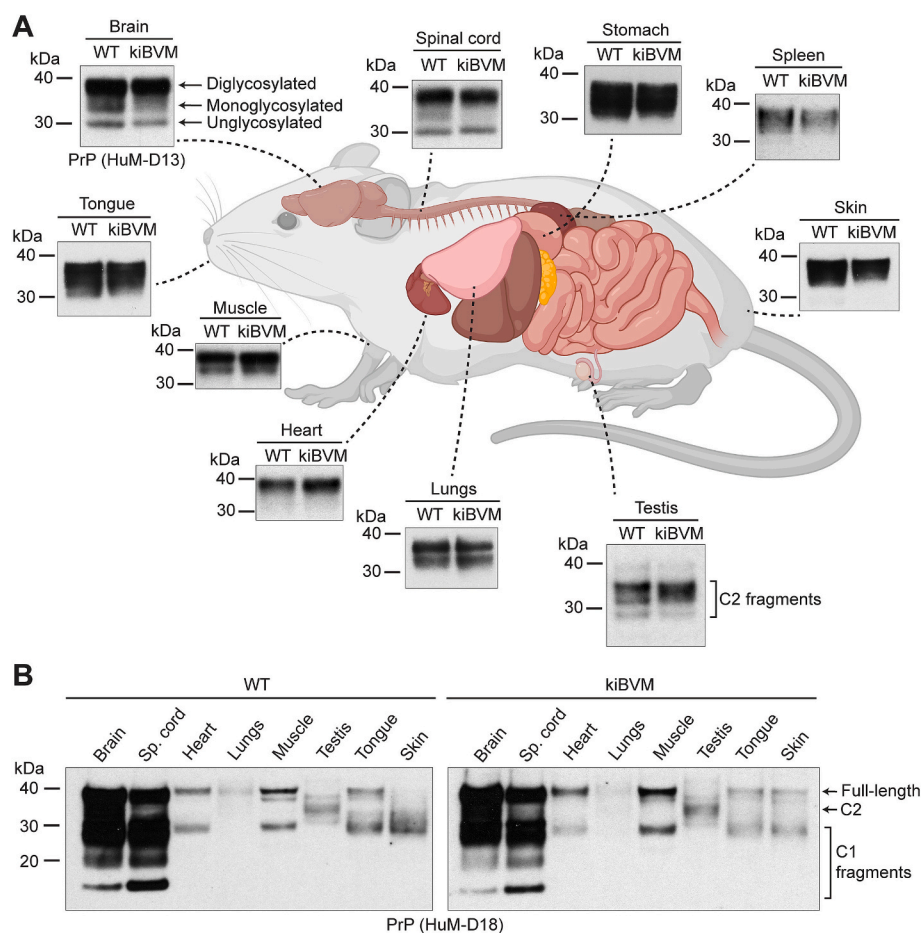 A
Brain
WT kiBVM
kDa
40
30
Diglycosylated
Monoglycosylated
Unglycosylated
PrP (HuM-D13)
Spinal cord
WT kiBVM
kDa
40
30
Stomach
WT kiBVM
kDa
40
30
Spleen
WT kiBVM
kDa
40
30
Tongue
WT kiBVM
kDa
40
30
Skin
WT kiBVM
kDa
40
30
Muscle
WT kiBVM
kDa
40
30
Heart
WT kiBVM
kDa
40
30
Lungs
WT kiBVM
kDa
40
30
Testis
WT kiBVM
kDa
40
30
C2 fragments
B
WT
kiBVM
Brain
Sp. cord
Heart
Lungs
Muscle
Testis
Tongue
Skin
Brain
Sp. cord
Heart
Lungs
Muscle
Testis
Tongue
Skin
kDa
40
30
20
Full-length
C2
C1
fragments
PrP (HuM-D18)